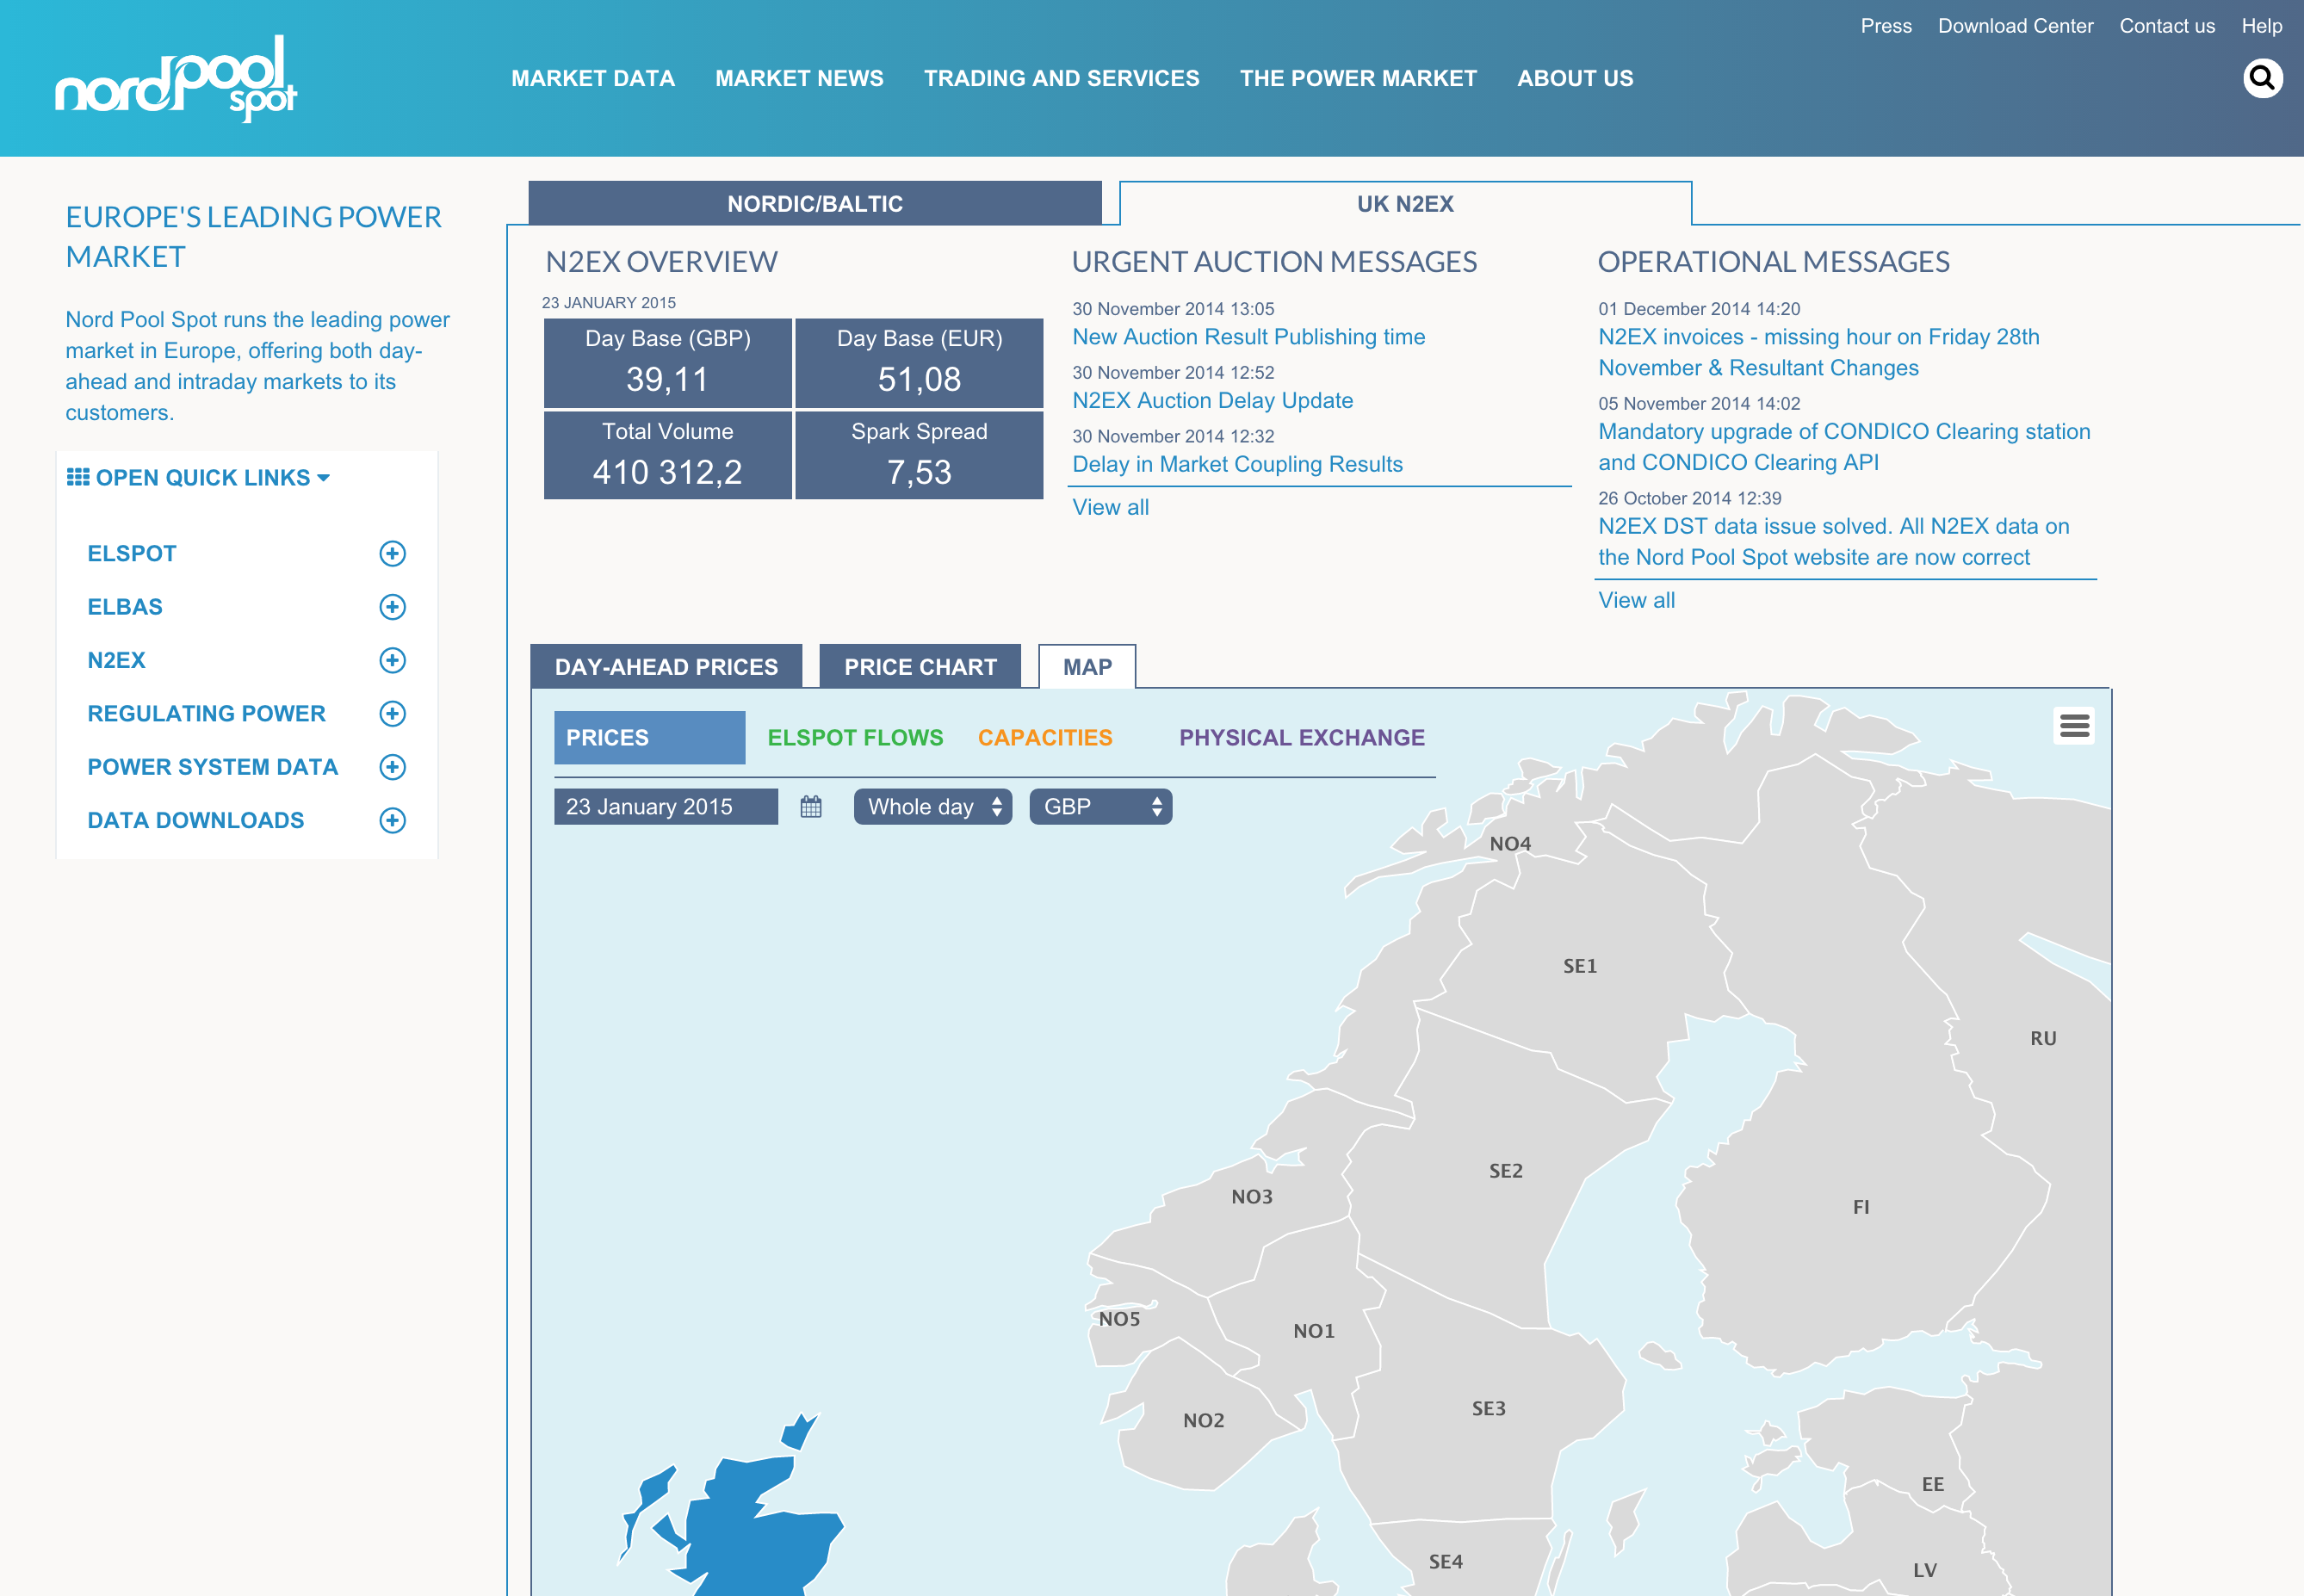 Press Download Center Contact us Help
nordpool spot
MARKET DATA MARKET NEWS TRADING AND SERVICES THE POWER MARKET ABOUT US
EUROPE'S LEADING POWER
MARKET
Nord Pool Spot runs the leading power
market in Europe, offering both day-
ahead and intraday markets to its
customers.
OPEN QUICK LINKS
ELSPOT
ELBAS
N2EX
REGULATING POWER
POWER SYSTEM DATA
DATA DOWNLOADS
NORDIC/BALTIC UK N2EX
N2EX OVERVIEW
23 JANUARY 2015
Day Base (GBP) Day Base (EUR)
39,11 51,08
Total Volume Spark Spread
410 312,2 7,53
URGENT AUCTION MESSAGES
30 November 2014 13:05
New Auction Result Publishing time
30 November 2014 12:52
N2EX Auction Delay Update
30 November 2014 12:32
Delay in Market Coupling Results
View all
OPERATIONAL MESSAGES
01 December 2014 14:20
N2EX invoices - missing hour on Friday 28th
November & Resultant Changes
05 November 2014 14:02
Mandatory upgrade of CONDICO Clearing station
and CONDICO Clearing API
26 October 2014 12:39
N2EX DST data issue solved. All N2EX data on
the Nord Pool Spot website are now correct
View all
DAY-AHEAD PRICES PRICE CHART MAP
PRICES ELSPOT FLOWS CAPACITIES PHYSICAL EXCHANGE
23 January 2015 Whole day GBP
NO4
SE1
RU
SE2
NO3
FI
NO5
NO1
SE3
NO2
EE
SE4
LV